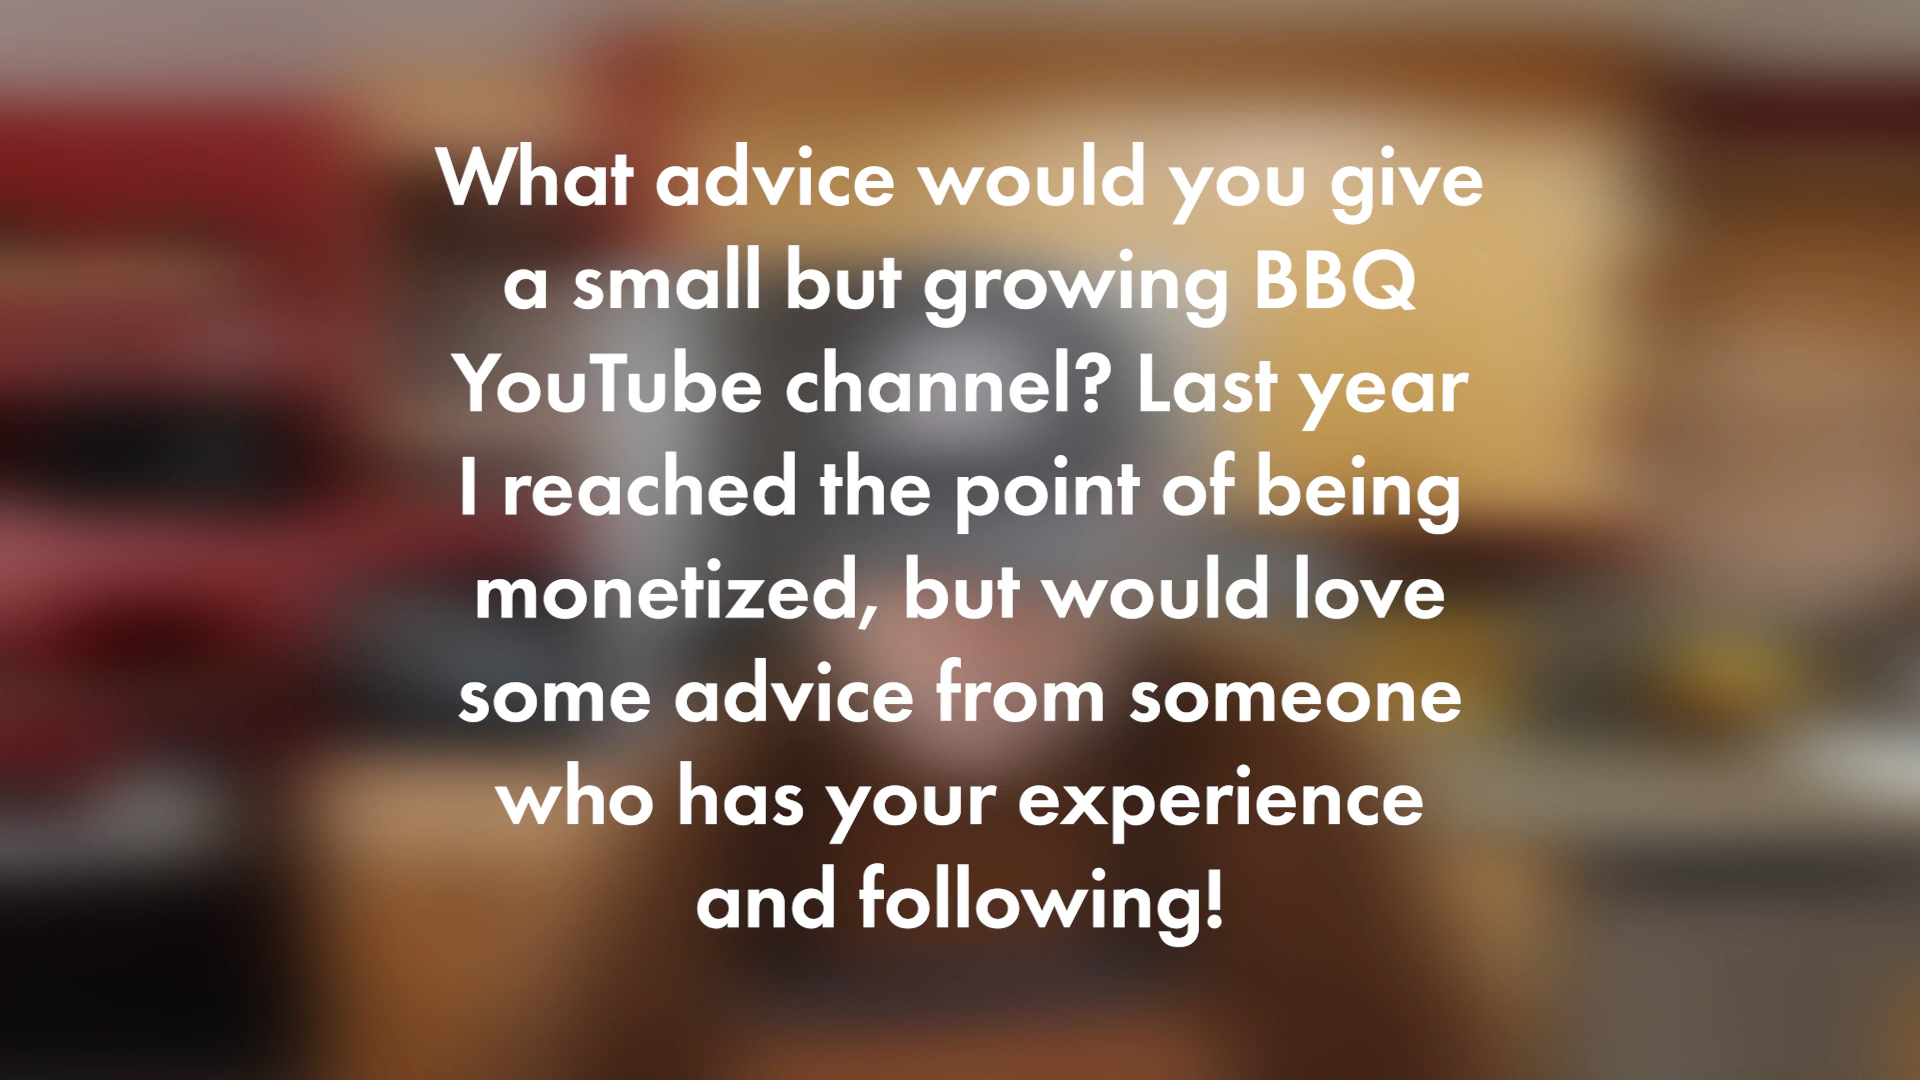 What advice would you give
a small but growing BBQ
YouTube channel? Last year
I reached the point of being
monetized, but would love
some advice from someone
who has your experience
and following!